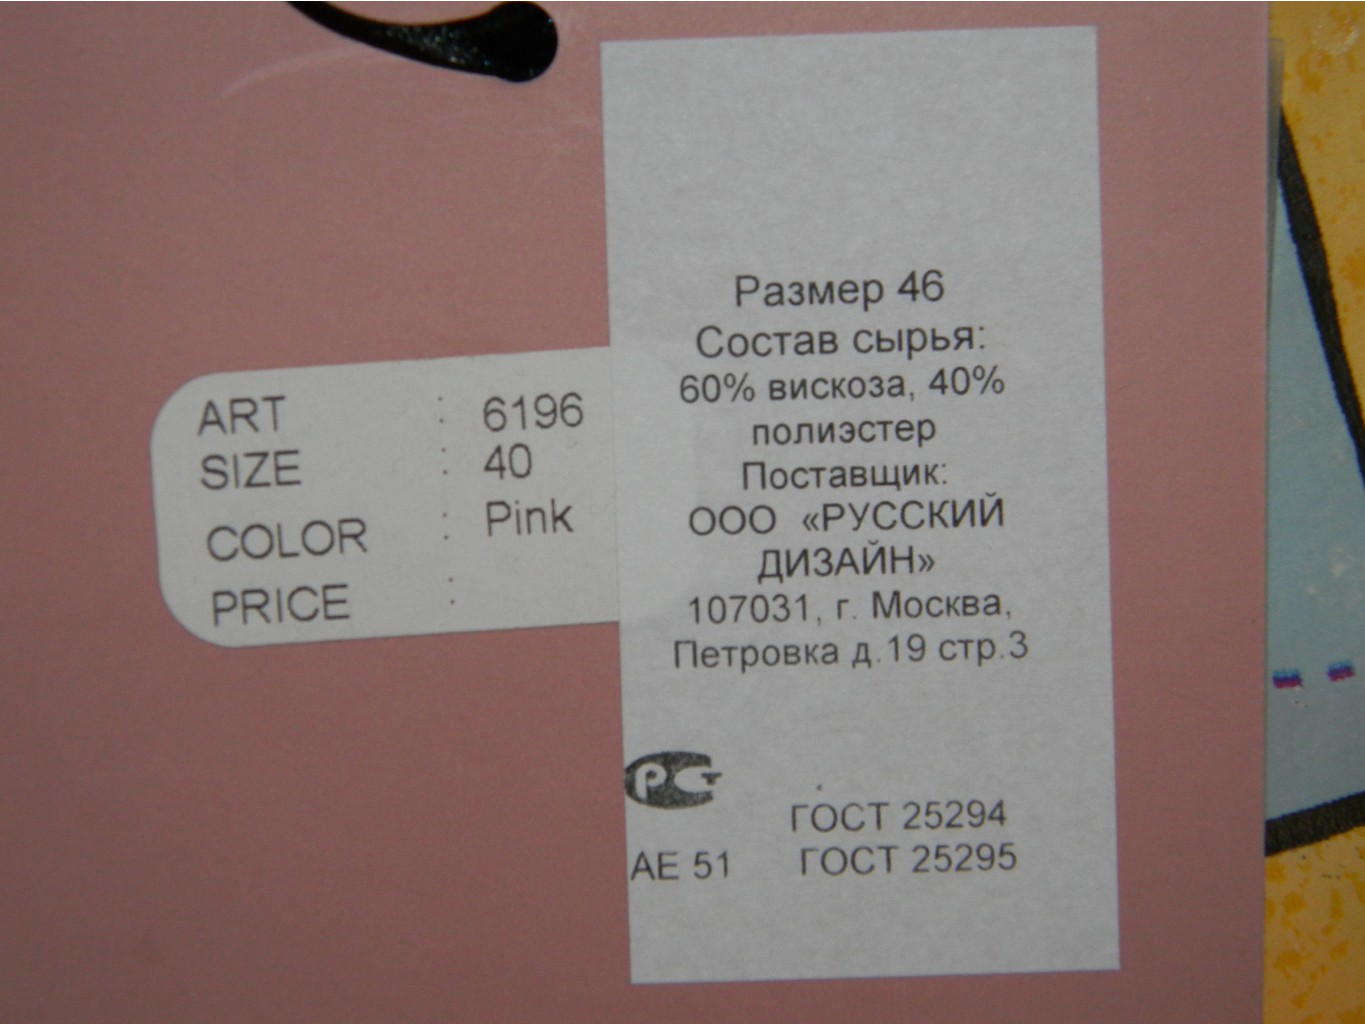 ART : 6196
SIZE : 40
COLOR : Pink
PRICE :
Размер 46
Состав сырья:
60% вискоза, 40%
полиэстер
Поставщик:
ООО «РУССКИЙ
ДИЗАЙН»
107031, г. Москва,
Петровка д.19 стр.3
РСТ
ГОСТ 25294
АЕ 51 ГОСТ 25295